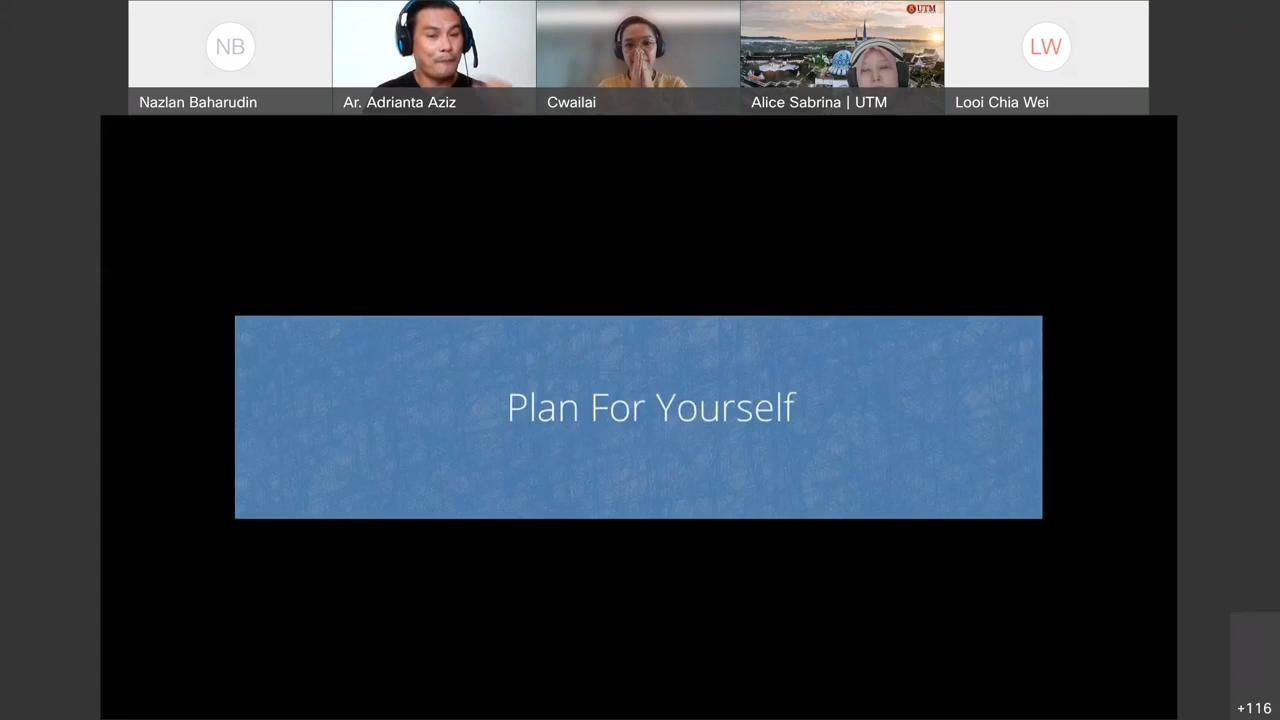 NB
LW
UTM
Nazlan Baharudin
Ar. Adrianta Aziz
Cwailai
Alice Sabrina | UTM
Looi Chia Wei
Plan For Yourself
+116